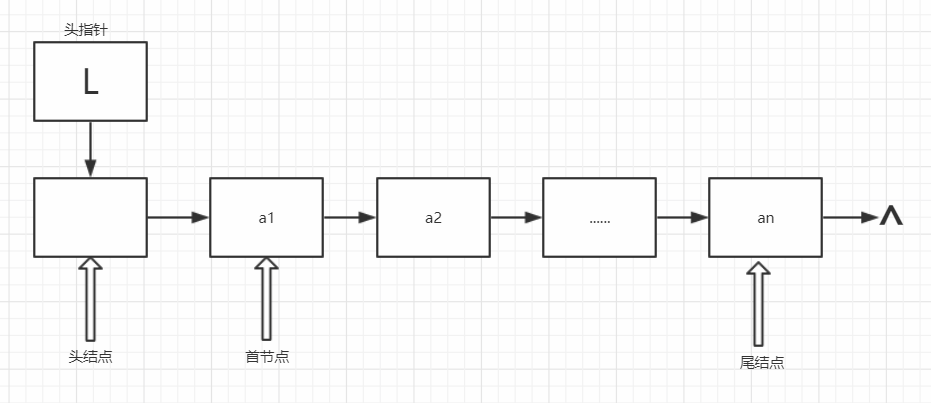 头指针
L
a1
a2
......
an
^
头结点
首节点
尾结点